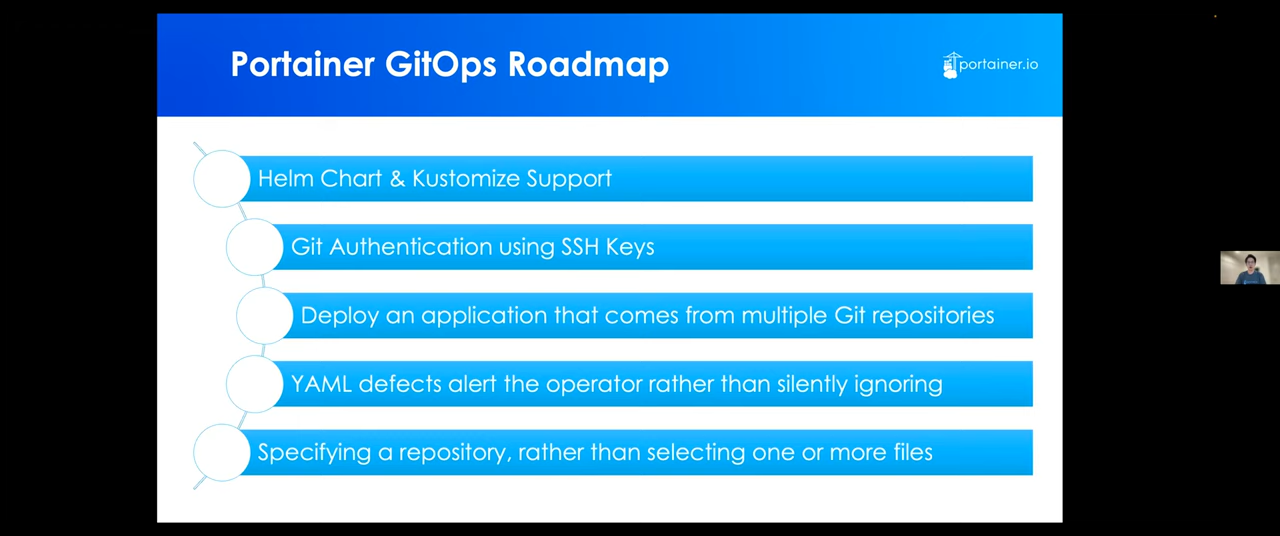 Portainer GitOps Roadmap
portainer.io
Helm Chart & Kustomize Support
Git Authentication using SSH Keys
Deploy an application that comes from multiple Git repositories
YAML defects alert the operator rather than silently ignoring
Specifying a repository, rather than selecting one or more files